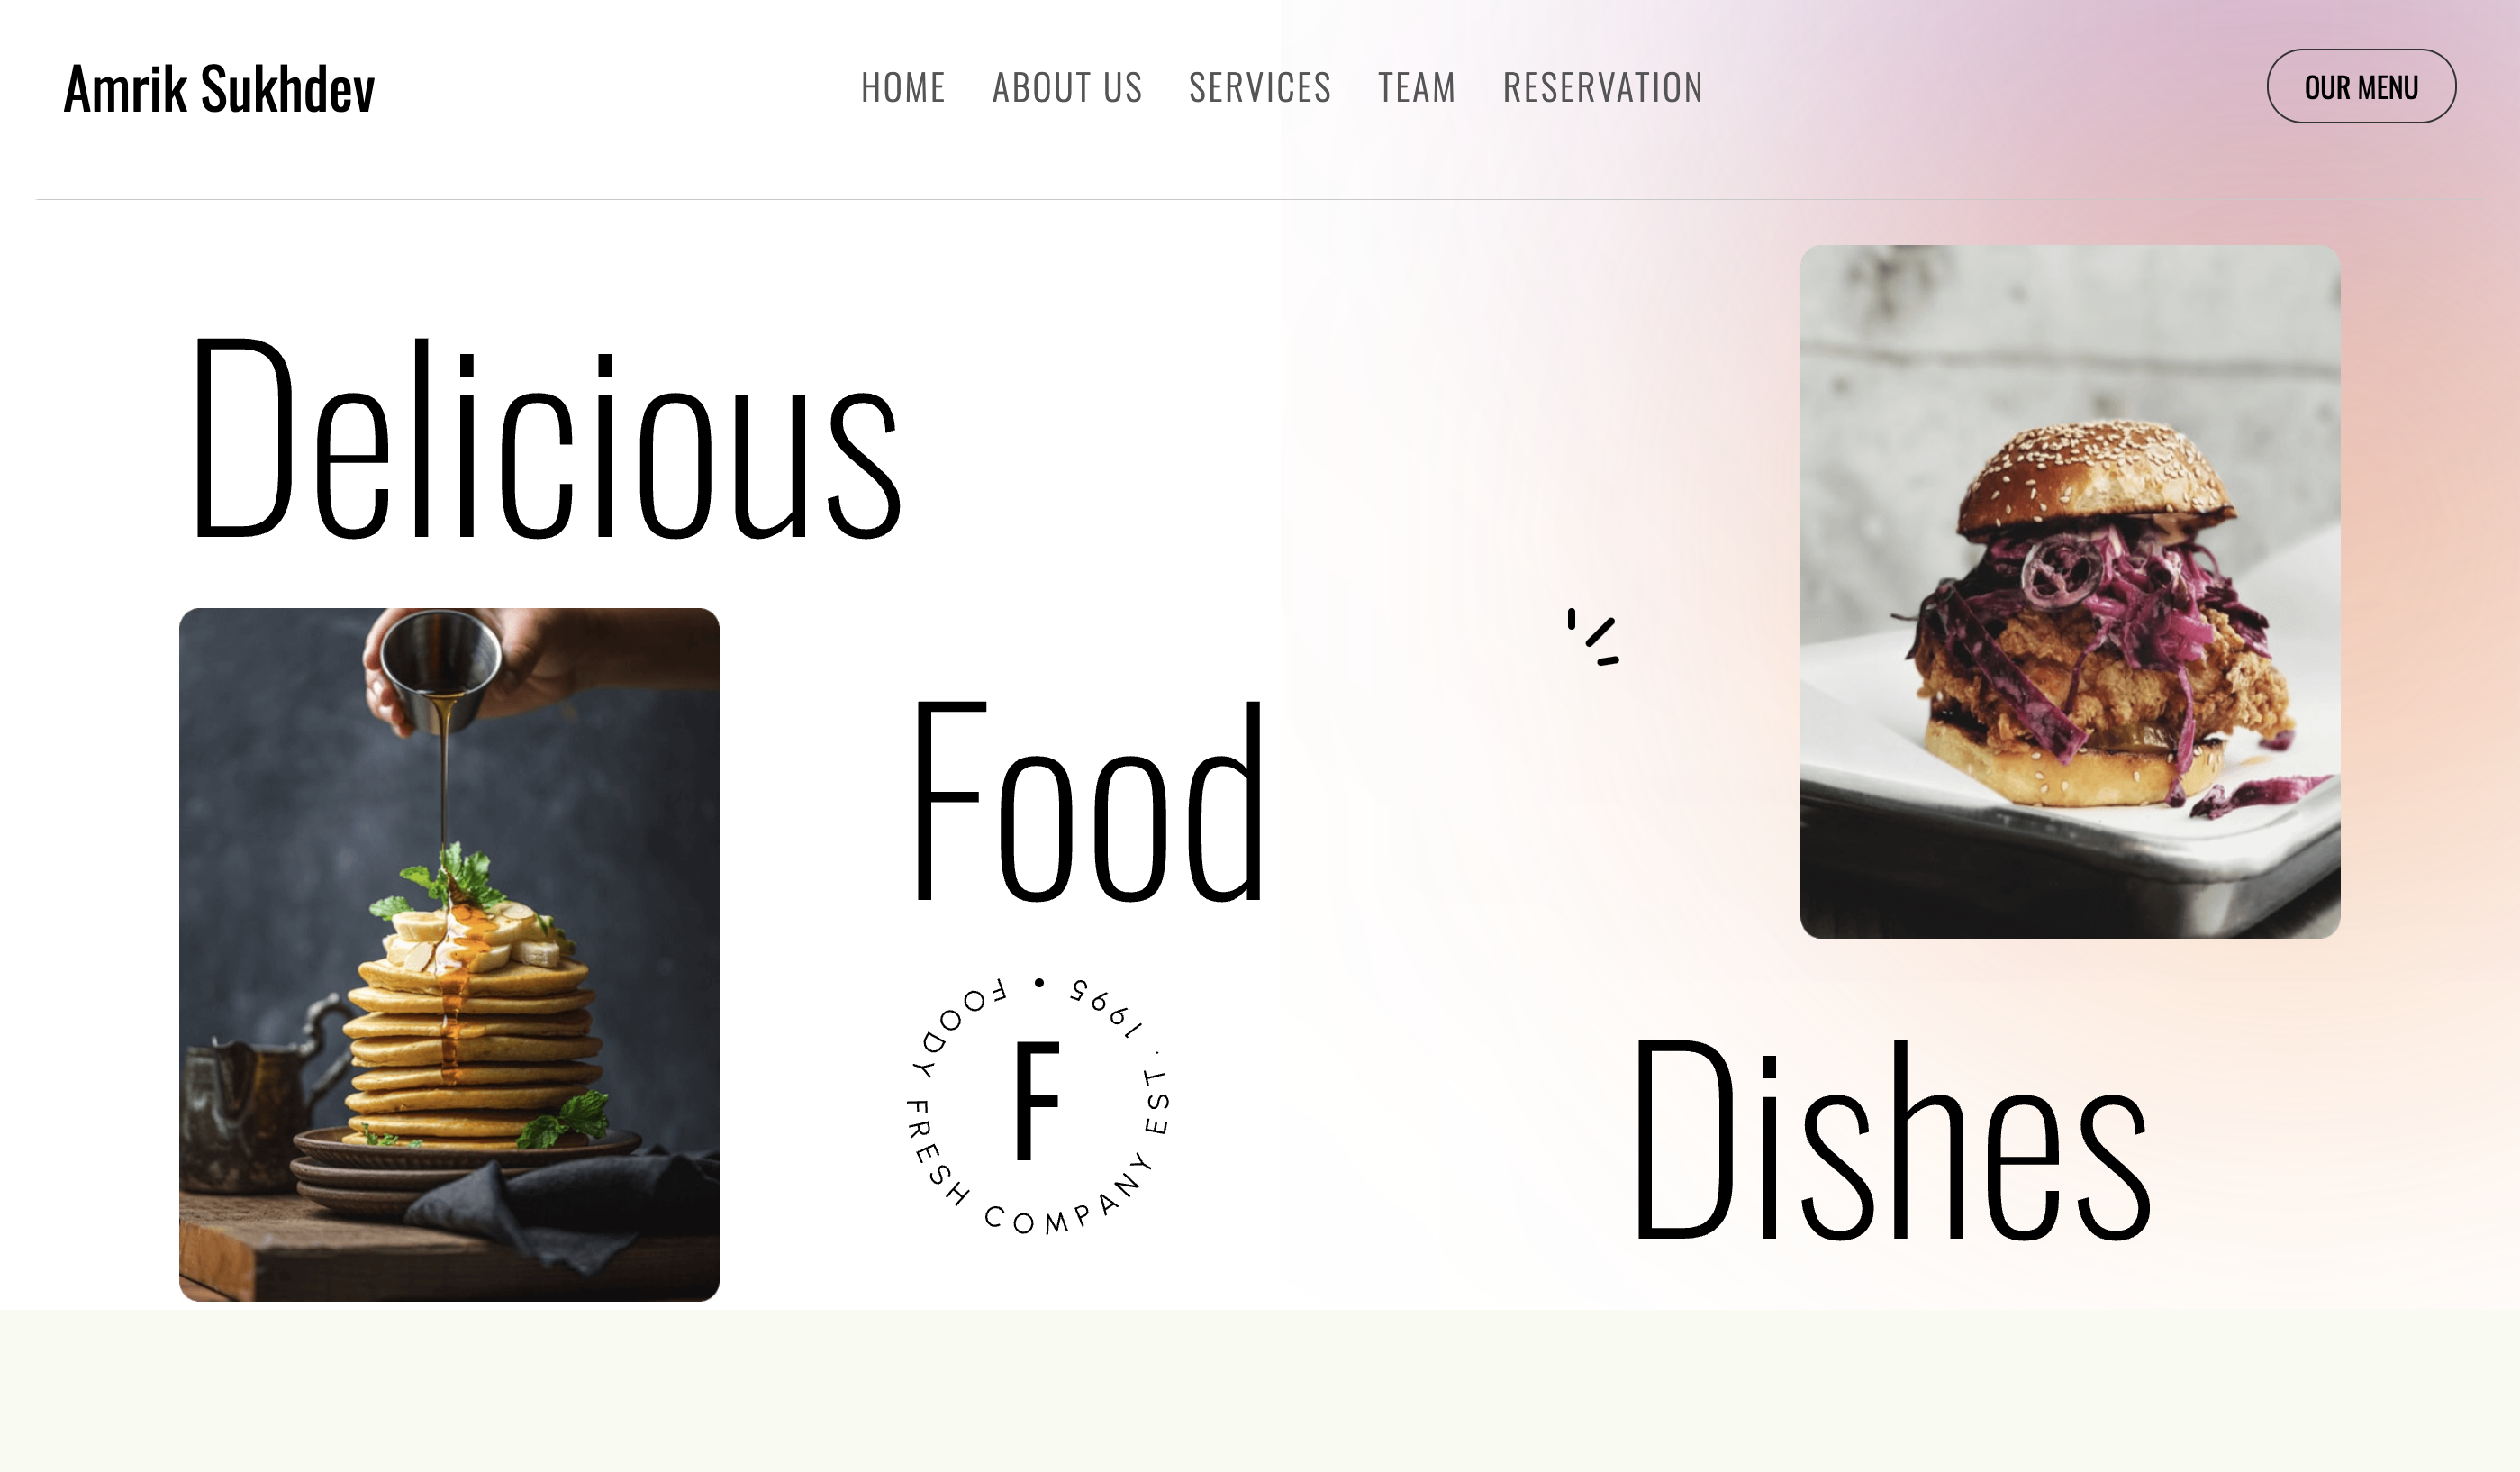 Amrik Sukhdev
HOME ABOUT US SERVICES TEAM RESERVATION
OUR MENU
Delicious
Food
FOODY FRESH COMPANY EST . 1995 •
F
Dishes